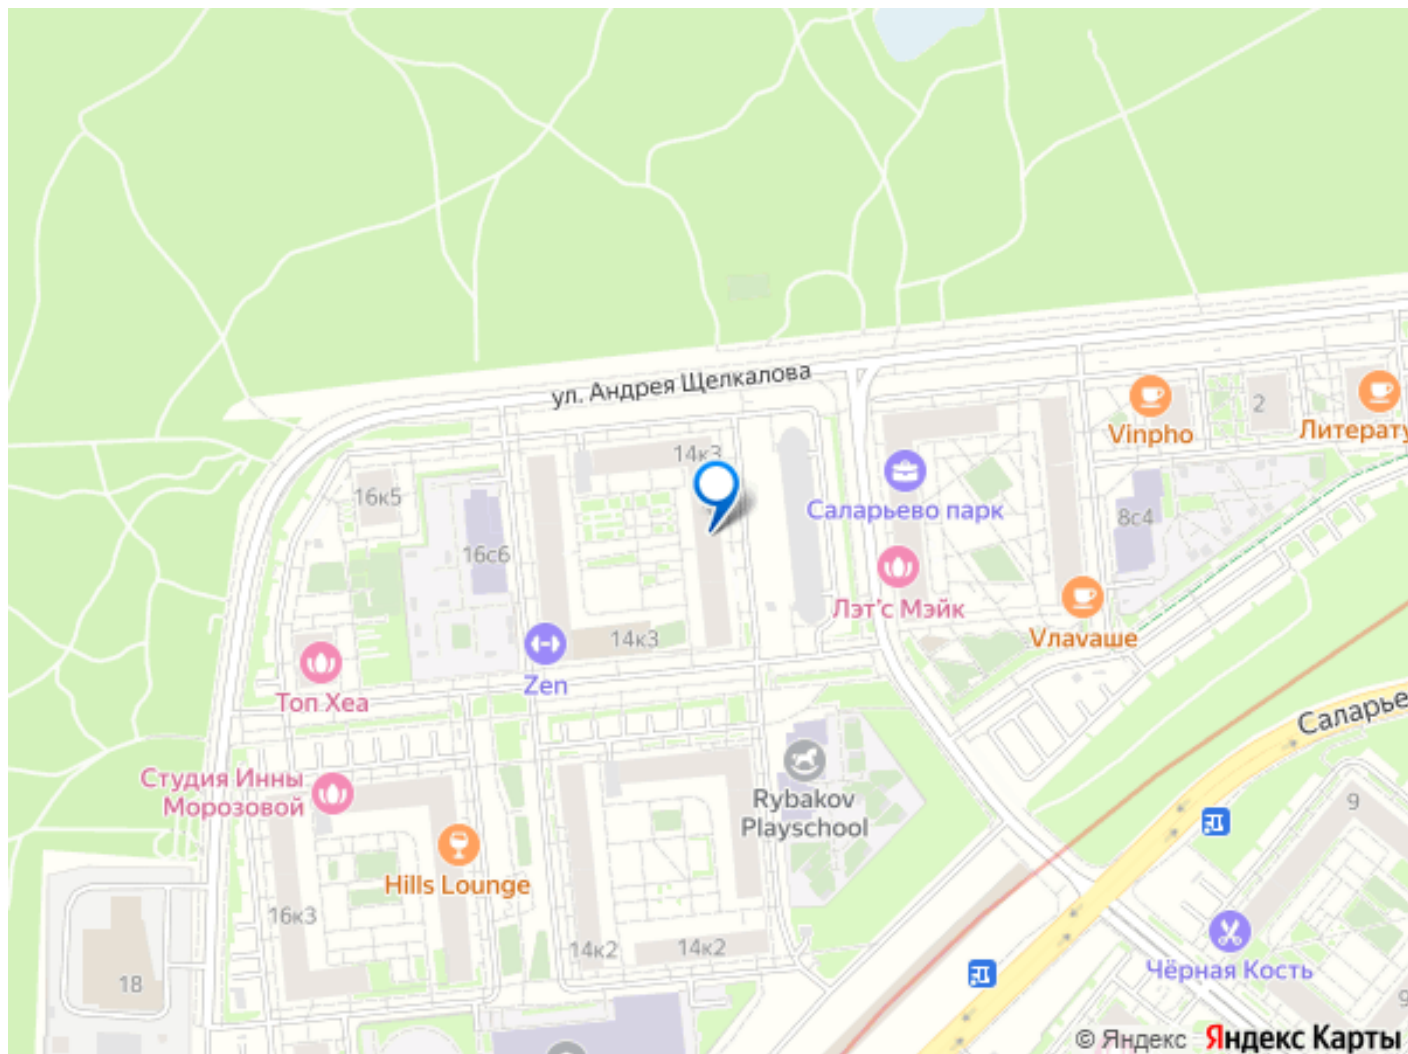 ул. Андрея Щелкалова
Vinpho
2
Литерату
14к3
16к5
Саларьево парк
8с4
16с6
Лэт'с Мэйк
Vлаvаше
14к3
Zen
Топ Хеа
Саларье
Студия Инны
Морозовой
Rybakov
Playschool
9
Hills Lounge
16к3
14к2
14к2
Чёрная Кость
18
9
© Яндекс Яндекс Карты